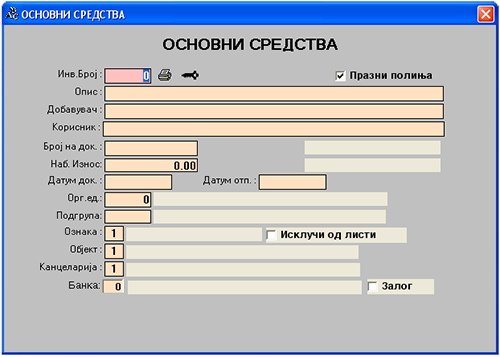 ОСНОВНИ СРЕДСТВА
ОСНОВНИ СРЕДСТВА
Инв.Број : 0 Празни полиња
Опис :
Добавувач :
Корисник :
Број на док. :
Наб. Износ: 0.00
Датум док. : Датум отп. :
Орг.ед.: 0
Подгрупа:
Ознака : 1 Исклучи од листи
Објект : 1
Канцеларија : 1
Банка: 0 Залог